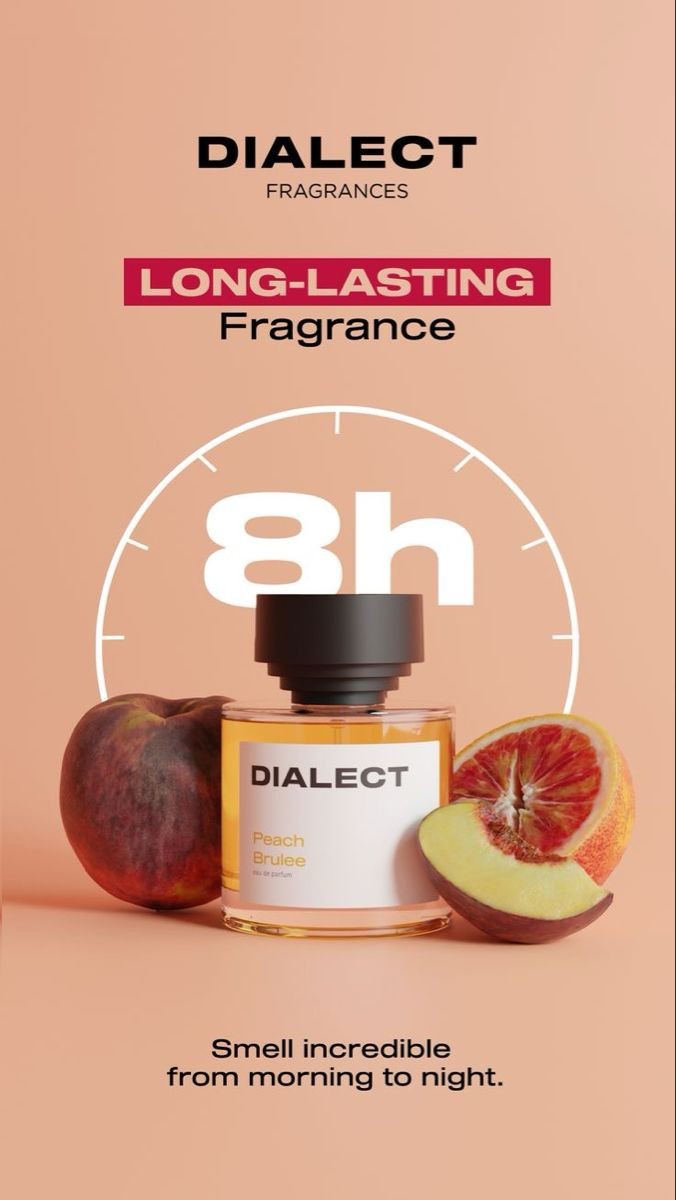 DIALECT
FRAGRANCES
LONG-LASTING
Fragrance
8h
DIALECT
Peach
Brulee
eau de parfum
Smell incredible
from morning to night.